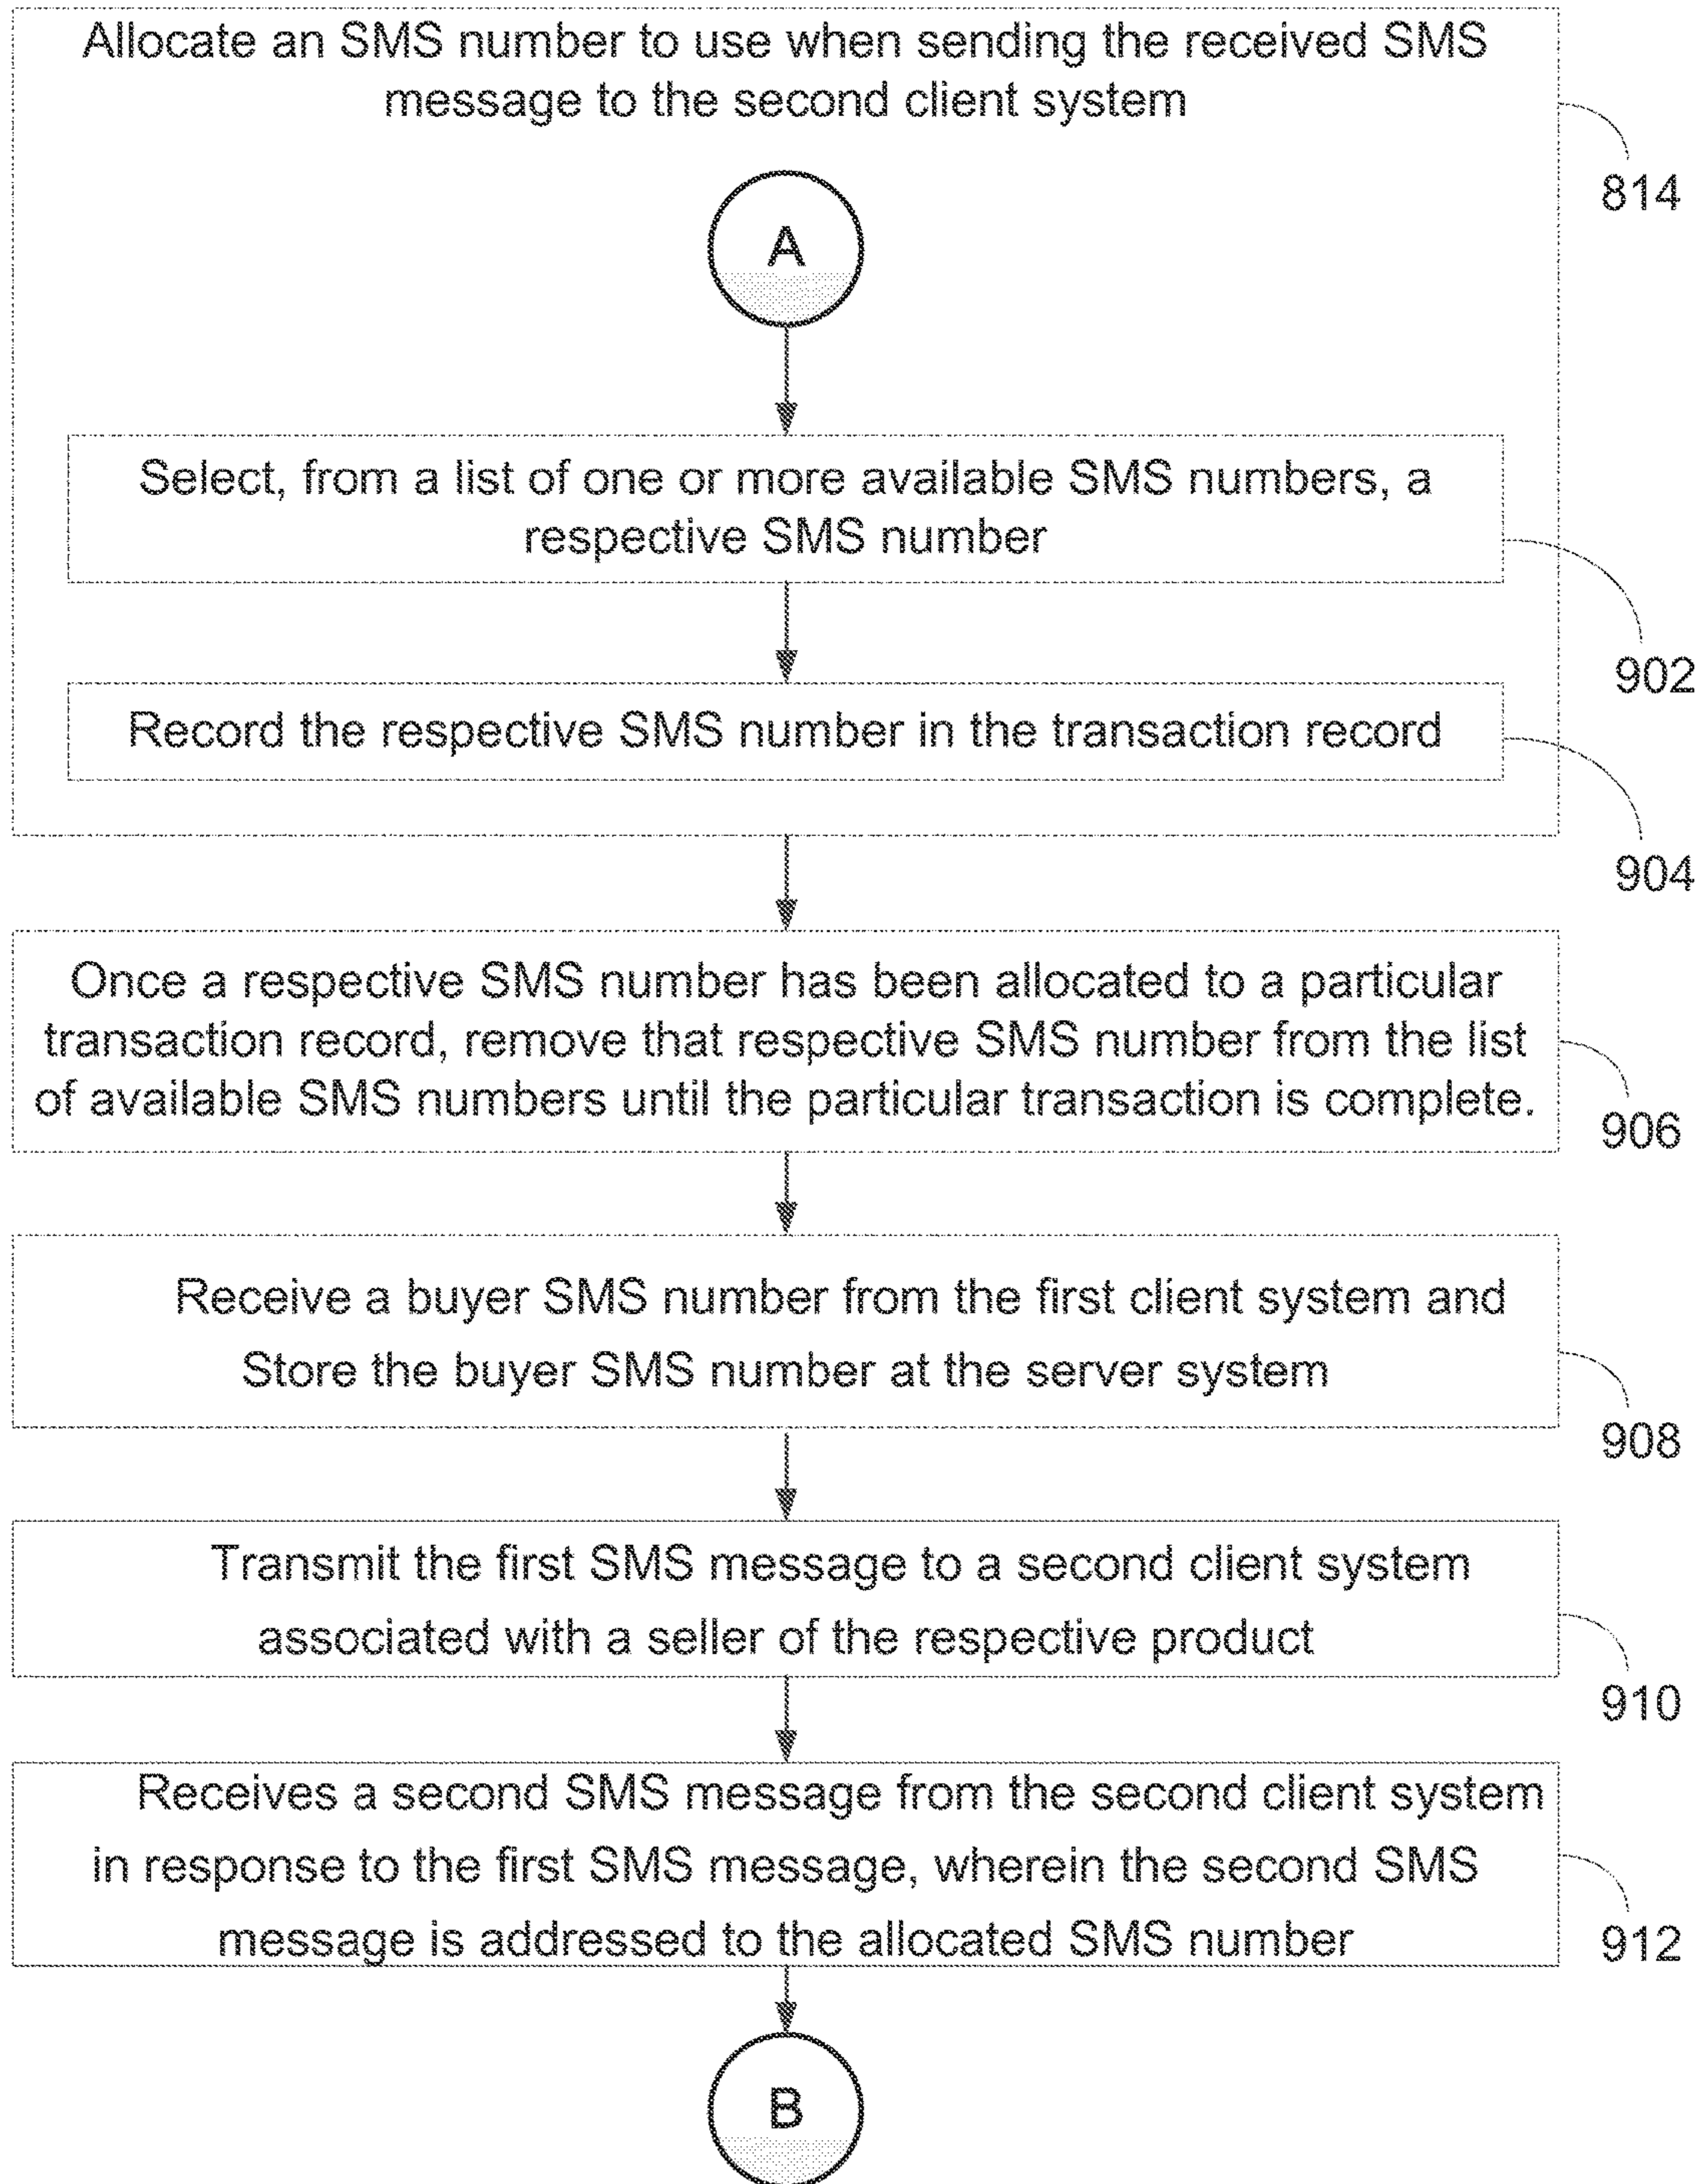 Allocate an SMS number to use when sending the received SMS
message to the second client system
814
A
Select, from a list of one or more available SMS numbers, a
respective SMS number
902
Record the respective SMS number in the transaction record
904
Once a respective SMS number has been allocated to a particular
transaction record, remove that respective SMS number from the list
of available SMS numbers until the particular transaction is complete.
906
Receive a buyer SMS number from the first client system and
Store the buyer SMS number at the server system
908
Transmit the first SMS message to a second client system
associated with a seller of the respective product
910
Receives a second SMS message from the second client system
in response to the first SMS message, wherein the second SMS
message is addressed to the allocated SMS number
912
B